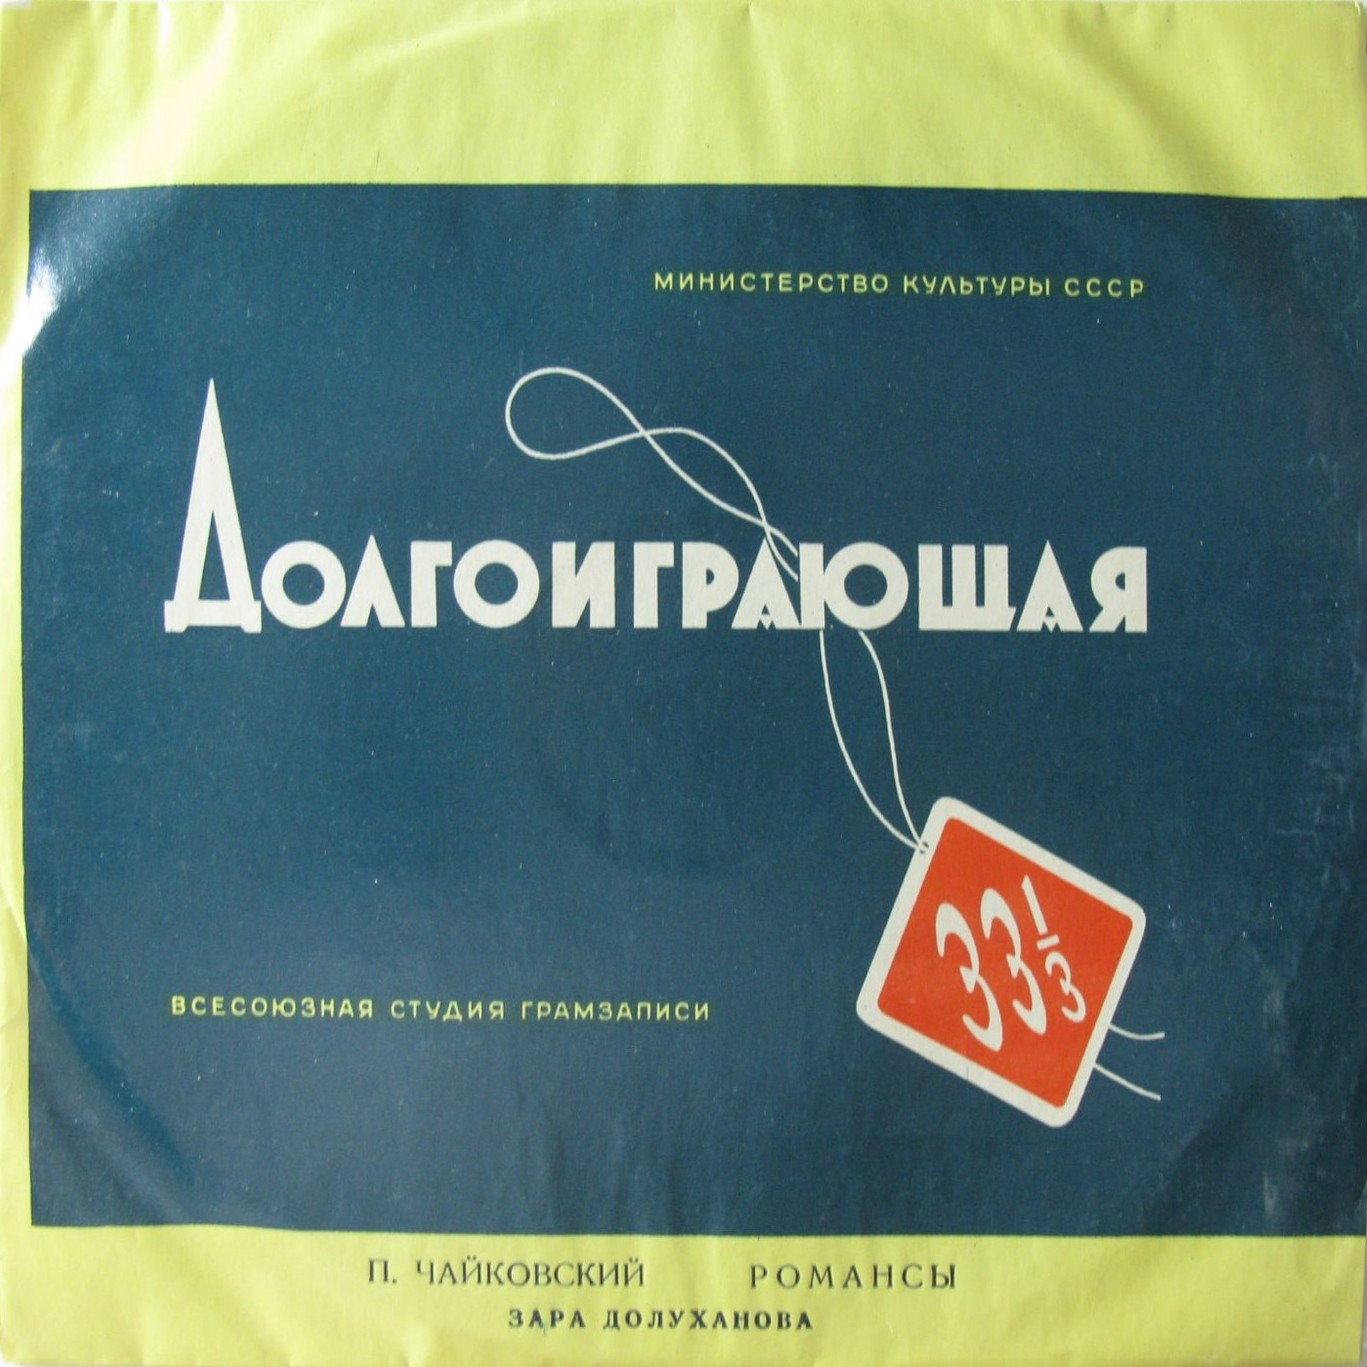 МИНИСТЕРСТВО КУЛЬТУРЫ СССР
ДОЛГОИГРАЮЩАЯ
33 1/3
ВСЕСОЮЗНАЯ СТУДИЯ ГРАМЗАПИСИ
П. ЧАЙКОВСКИЙ РОМАНСЫ
ЗАРА ДОЛУХАНОВА